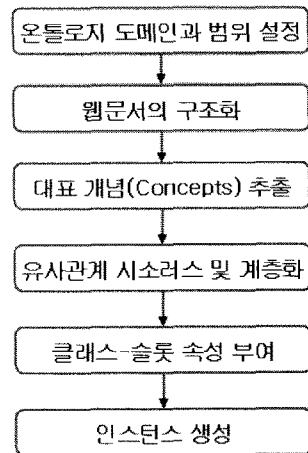 온톨로지 도메인과 범위 설정
웹문서의 구조화
대표 개념(Concepts) 추출
유사관계 시소러스 및 계층화
클래스-슬롯 속성 부여
인스턴스 생성